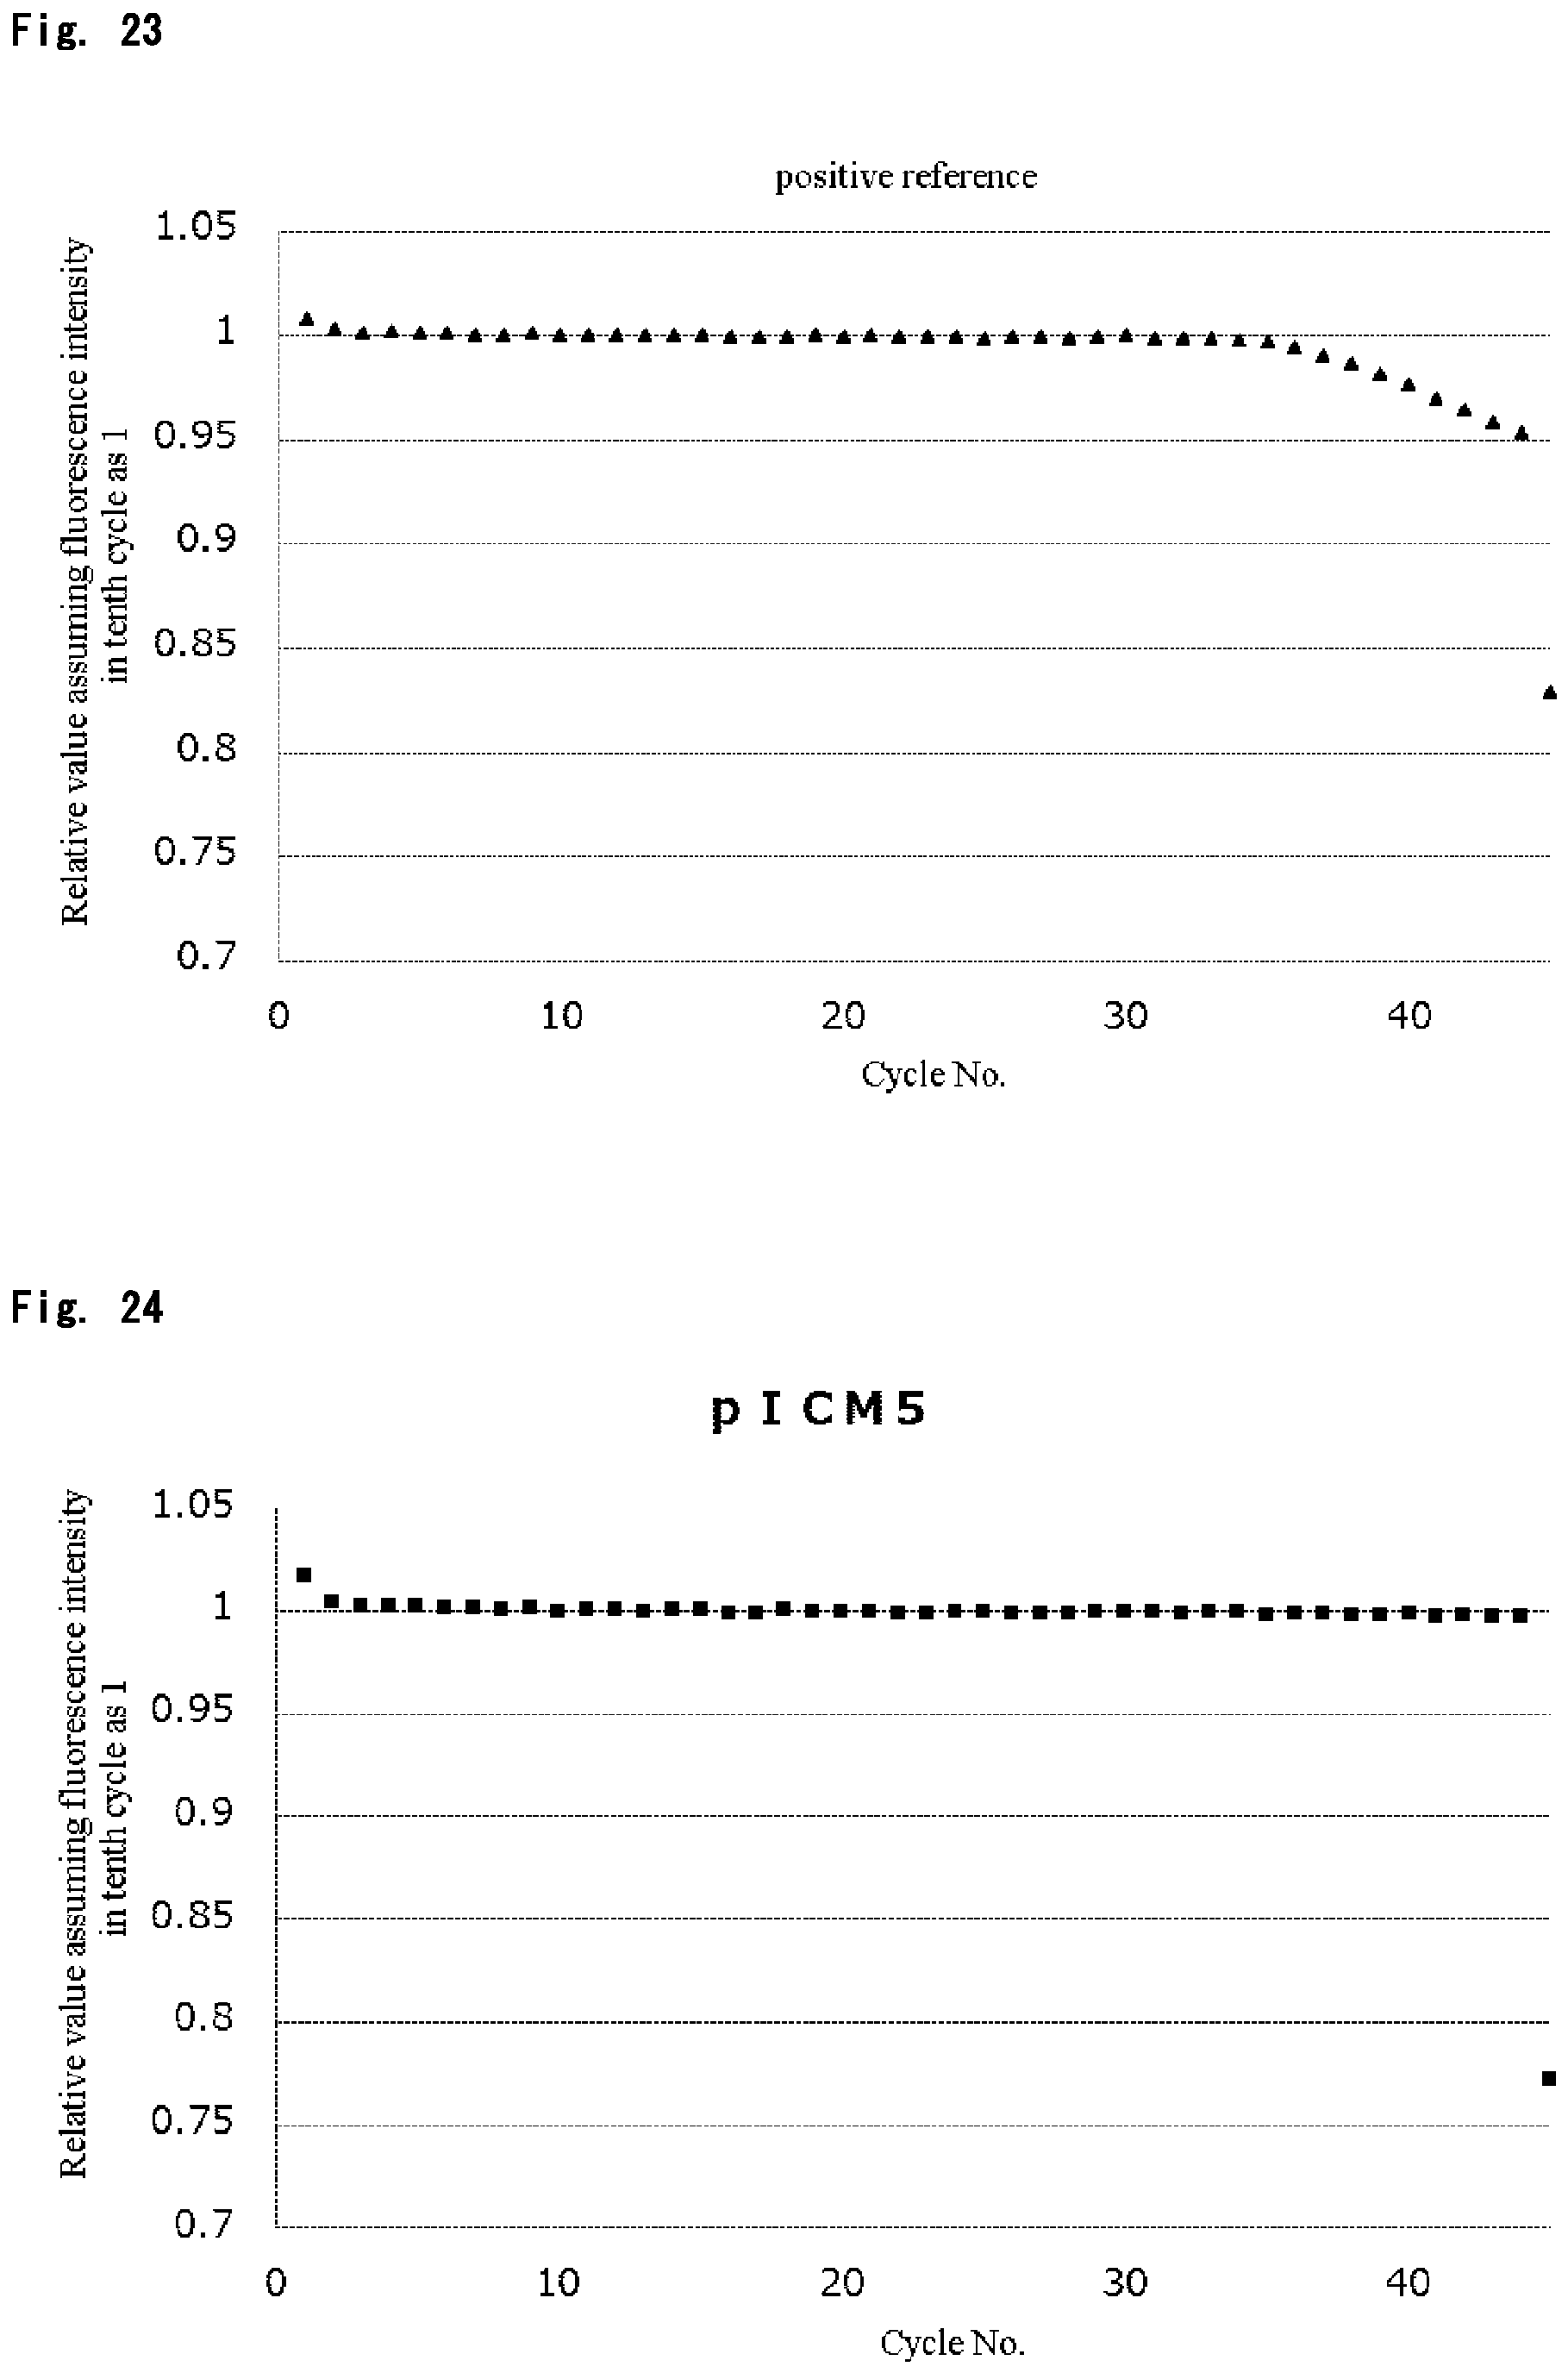 Fig. 23
positive reference
Relative value assuming fluorescence intensity
in tenth cycle as 1
1.05
1
0.95
0.9
0.85
0.8
0.75
0.7
0 10 20 30 40
Cycle No.
Fig. 24
pICM5
Relative value assuming fluorescence intensity
in tenth cycle as 1
1.05
1
0.95
0.9
0.85
0.8
0.75
0.7
0 10 20 30 40
Cycle No.